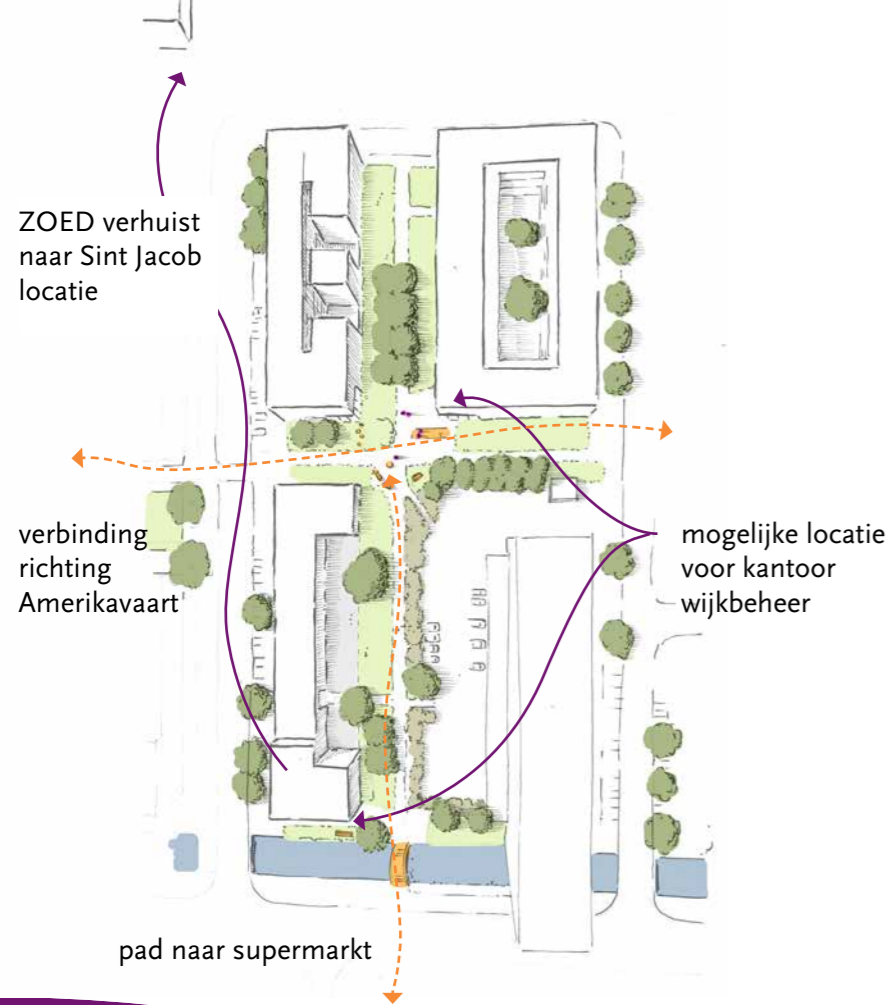 ZOED verhuist
naar Sint Jacob
locatie
verbinding
richting
Amerikavaart
mogelijke locatie
voor kantoor
wijkbeheer
pad naar supermarkt